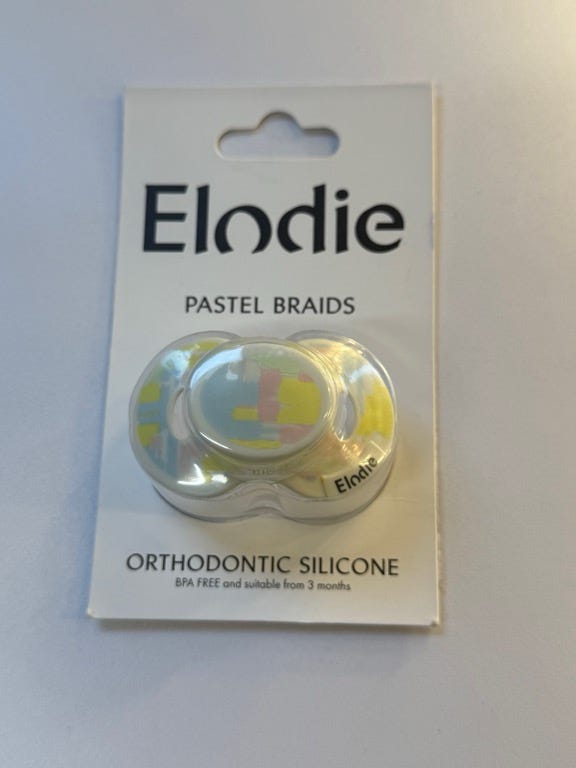 Elodie
PASTEL BRAIDS
Elodie
ORTHODONTIC SILICONE
BPA FREE and suitable from 3 months